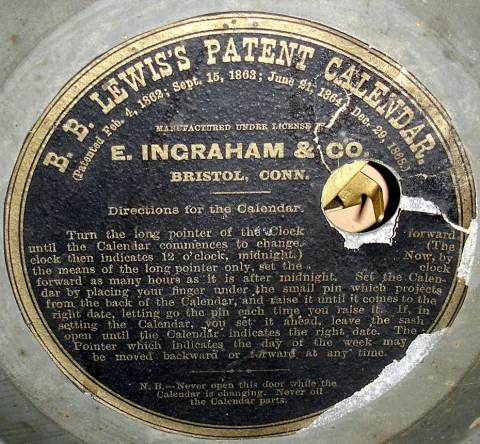 B. B. LEWIS'S PATENT CALENDAR.
(Patented Feb. 4, 1862; Sept. 15, 1863; June 21, 1864; Dec. 29, 1868.)
MANUFACTURED UNDER LICENSE
E. INGRAHAM & CO.
BRISTOL, CONN.
Directions for the Calendar.
Turn the long pointer of the Clock forward
until the Calendar commences to change. (The
clock then indicates 12 o'clock, midnight.) Now, by
the means of the long pointer only, set the clock
forward as many hours as it is after midnight. Set the Calen-
dar by placing your finger under the small pin which projects
from the back of the Calendar, and raise it until it comes to the
right date, letting go the pin each time you raise it. If, in
setting the Calendar, you set it ahead, leave the sash
open until the Calendar indicates the right date. The
Pointer which indicates the day of the week may
be moved backward or forward at any time.
N. B.—Never open this door while the
Calendar is changing. Never oil
the Calendar parts.